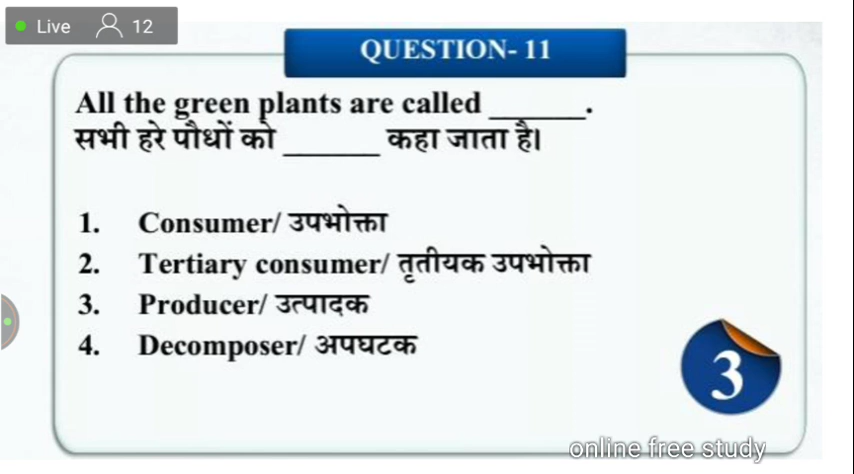 Live 12
QUESTION- 11
All the green plants are called ______.
सभी हरे पौधों को ______ कहा जाता है।
1. Consumer/ उपभोक्ता
2. Tertiary consumer/ तृतीयक उपभोक्ता
3. Producer/ उत्पादक
4. Decomposer/ अपघटक
3
online free study